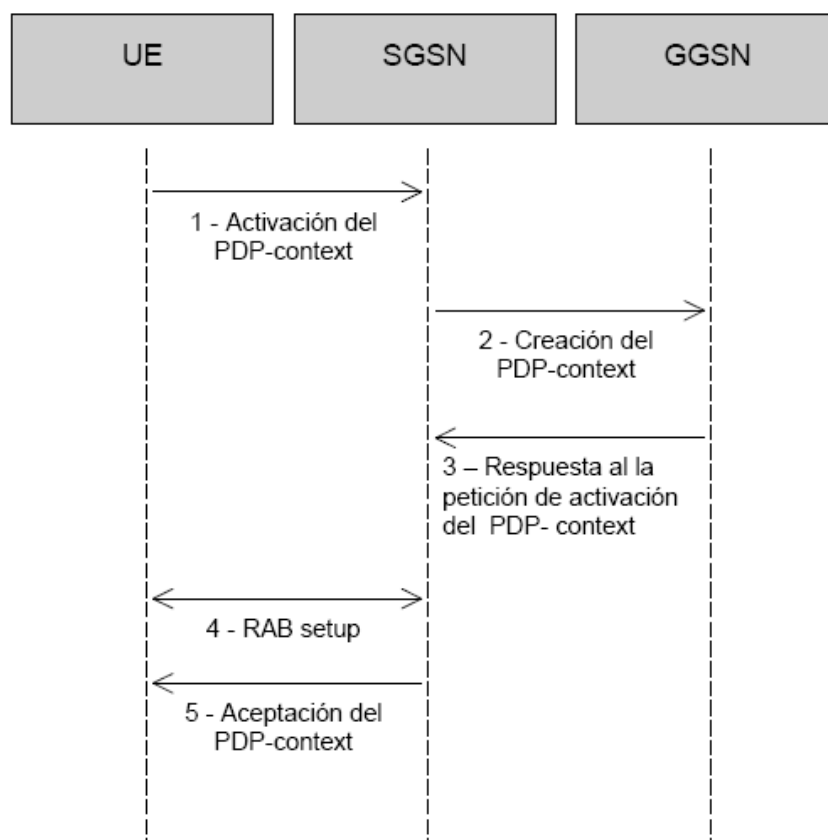 UE
SGSN
GGSN
1 - Activación del
PDP-context
2 - Creación del
PDP-context
3 – Respuesta al la
petición de activación
del PDP- context
4 - RAB setup
5 - Aceptación del
PDP-context